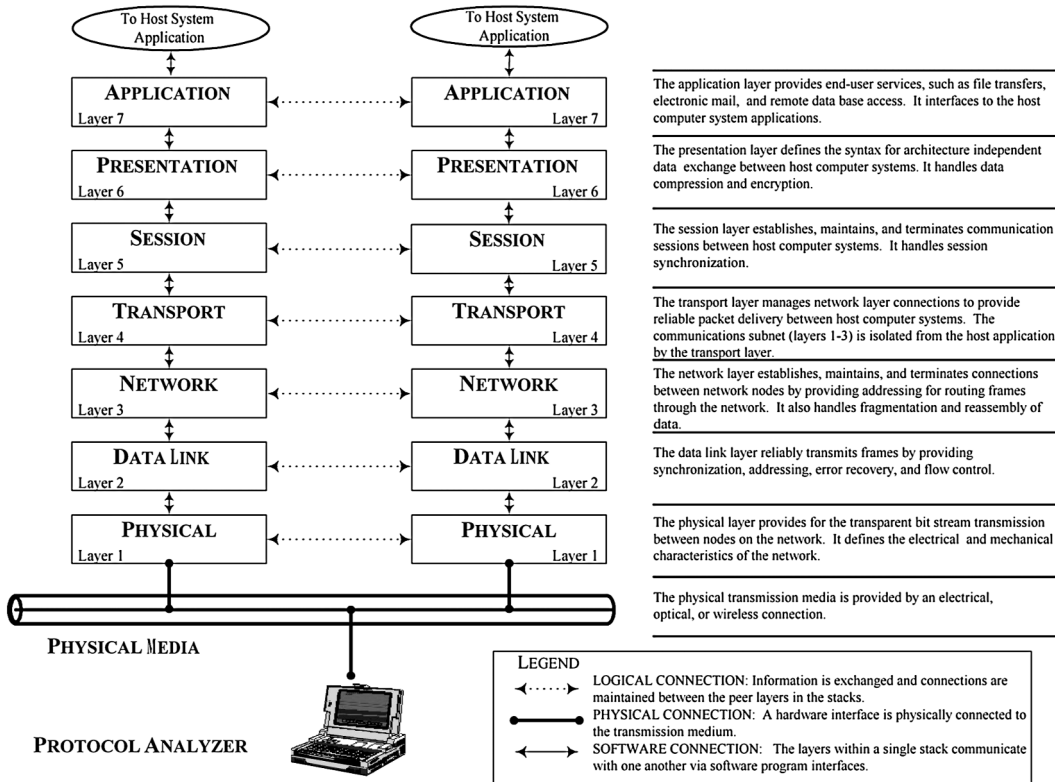 To Host System
Application
To Host System
Application
APPLICATION
Layer 7
APPLICATION
Layer 7
The application layer provides end-user services, such as file transfers,
electronic mail, and remote data base access. It interfaces to the host
computer system applications.
PRESENTATION
Layer 6
PRESENTATION
Layer 6
The presentation layer defines the syntax for architecture independent
data exchange between host computer systems. It handles data
compression and encryption.
SESSION
Layer 5
SESSION
Layer 5
The session layer establishes, maintains, and terminates communication
sessions between host computer systems. It handles session
synchronization.
TRANSPORT
Layer 4
TRANSPORT
Layer 4
The transport layer manages network layer connections to provide
reliable packet delivery between host computer systems. The
communications subnet (layers 1-3) is isolated from the host application
by the transport layer.
NETWORK
Layer 3
NETWORK
Layer 3
The network layer establishes, maintains, and terminates connections
between network nodes by providing addressing for routing frames
through the network. It also handles fragmentation and reassembly of
data.
DATA LINK
Layer 2
DATA LINK
Layer 2
The data link layer reliably transmits frames by providing
synchronization, addressing, error recovery, and flow control.
PHYSICAL
Layer 1
PHYSICAL
Layer 1
The physical layer provides for the transparent bit stream transmission
between nodes on the network. It defines the electrical and mechanical
characteristics of the network.
The physical transmission media is provided by an electrical,
optical, or wireless connection.
PHYSICAL MEDIA
PROTOCOL ANALYZER
LEGEND
LOGICAL CONNECTION: Information is exchanged and connections are
maintained between the peer layers in the stacks.
PHYSICAL CONNECTION: A hardware interface is physically connected to
the transmission medium.
SOFTWARE CONNECTION: The layers within a single stack communicate
with one another via software program interfaces.